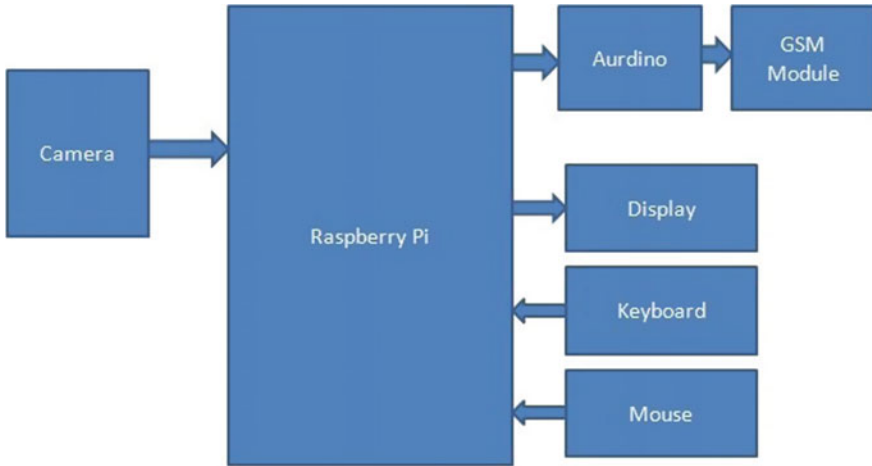 Camera
Raspberry Pi
Aurdino
GSM
Module
Display
Keyboard
Mouse